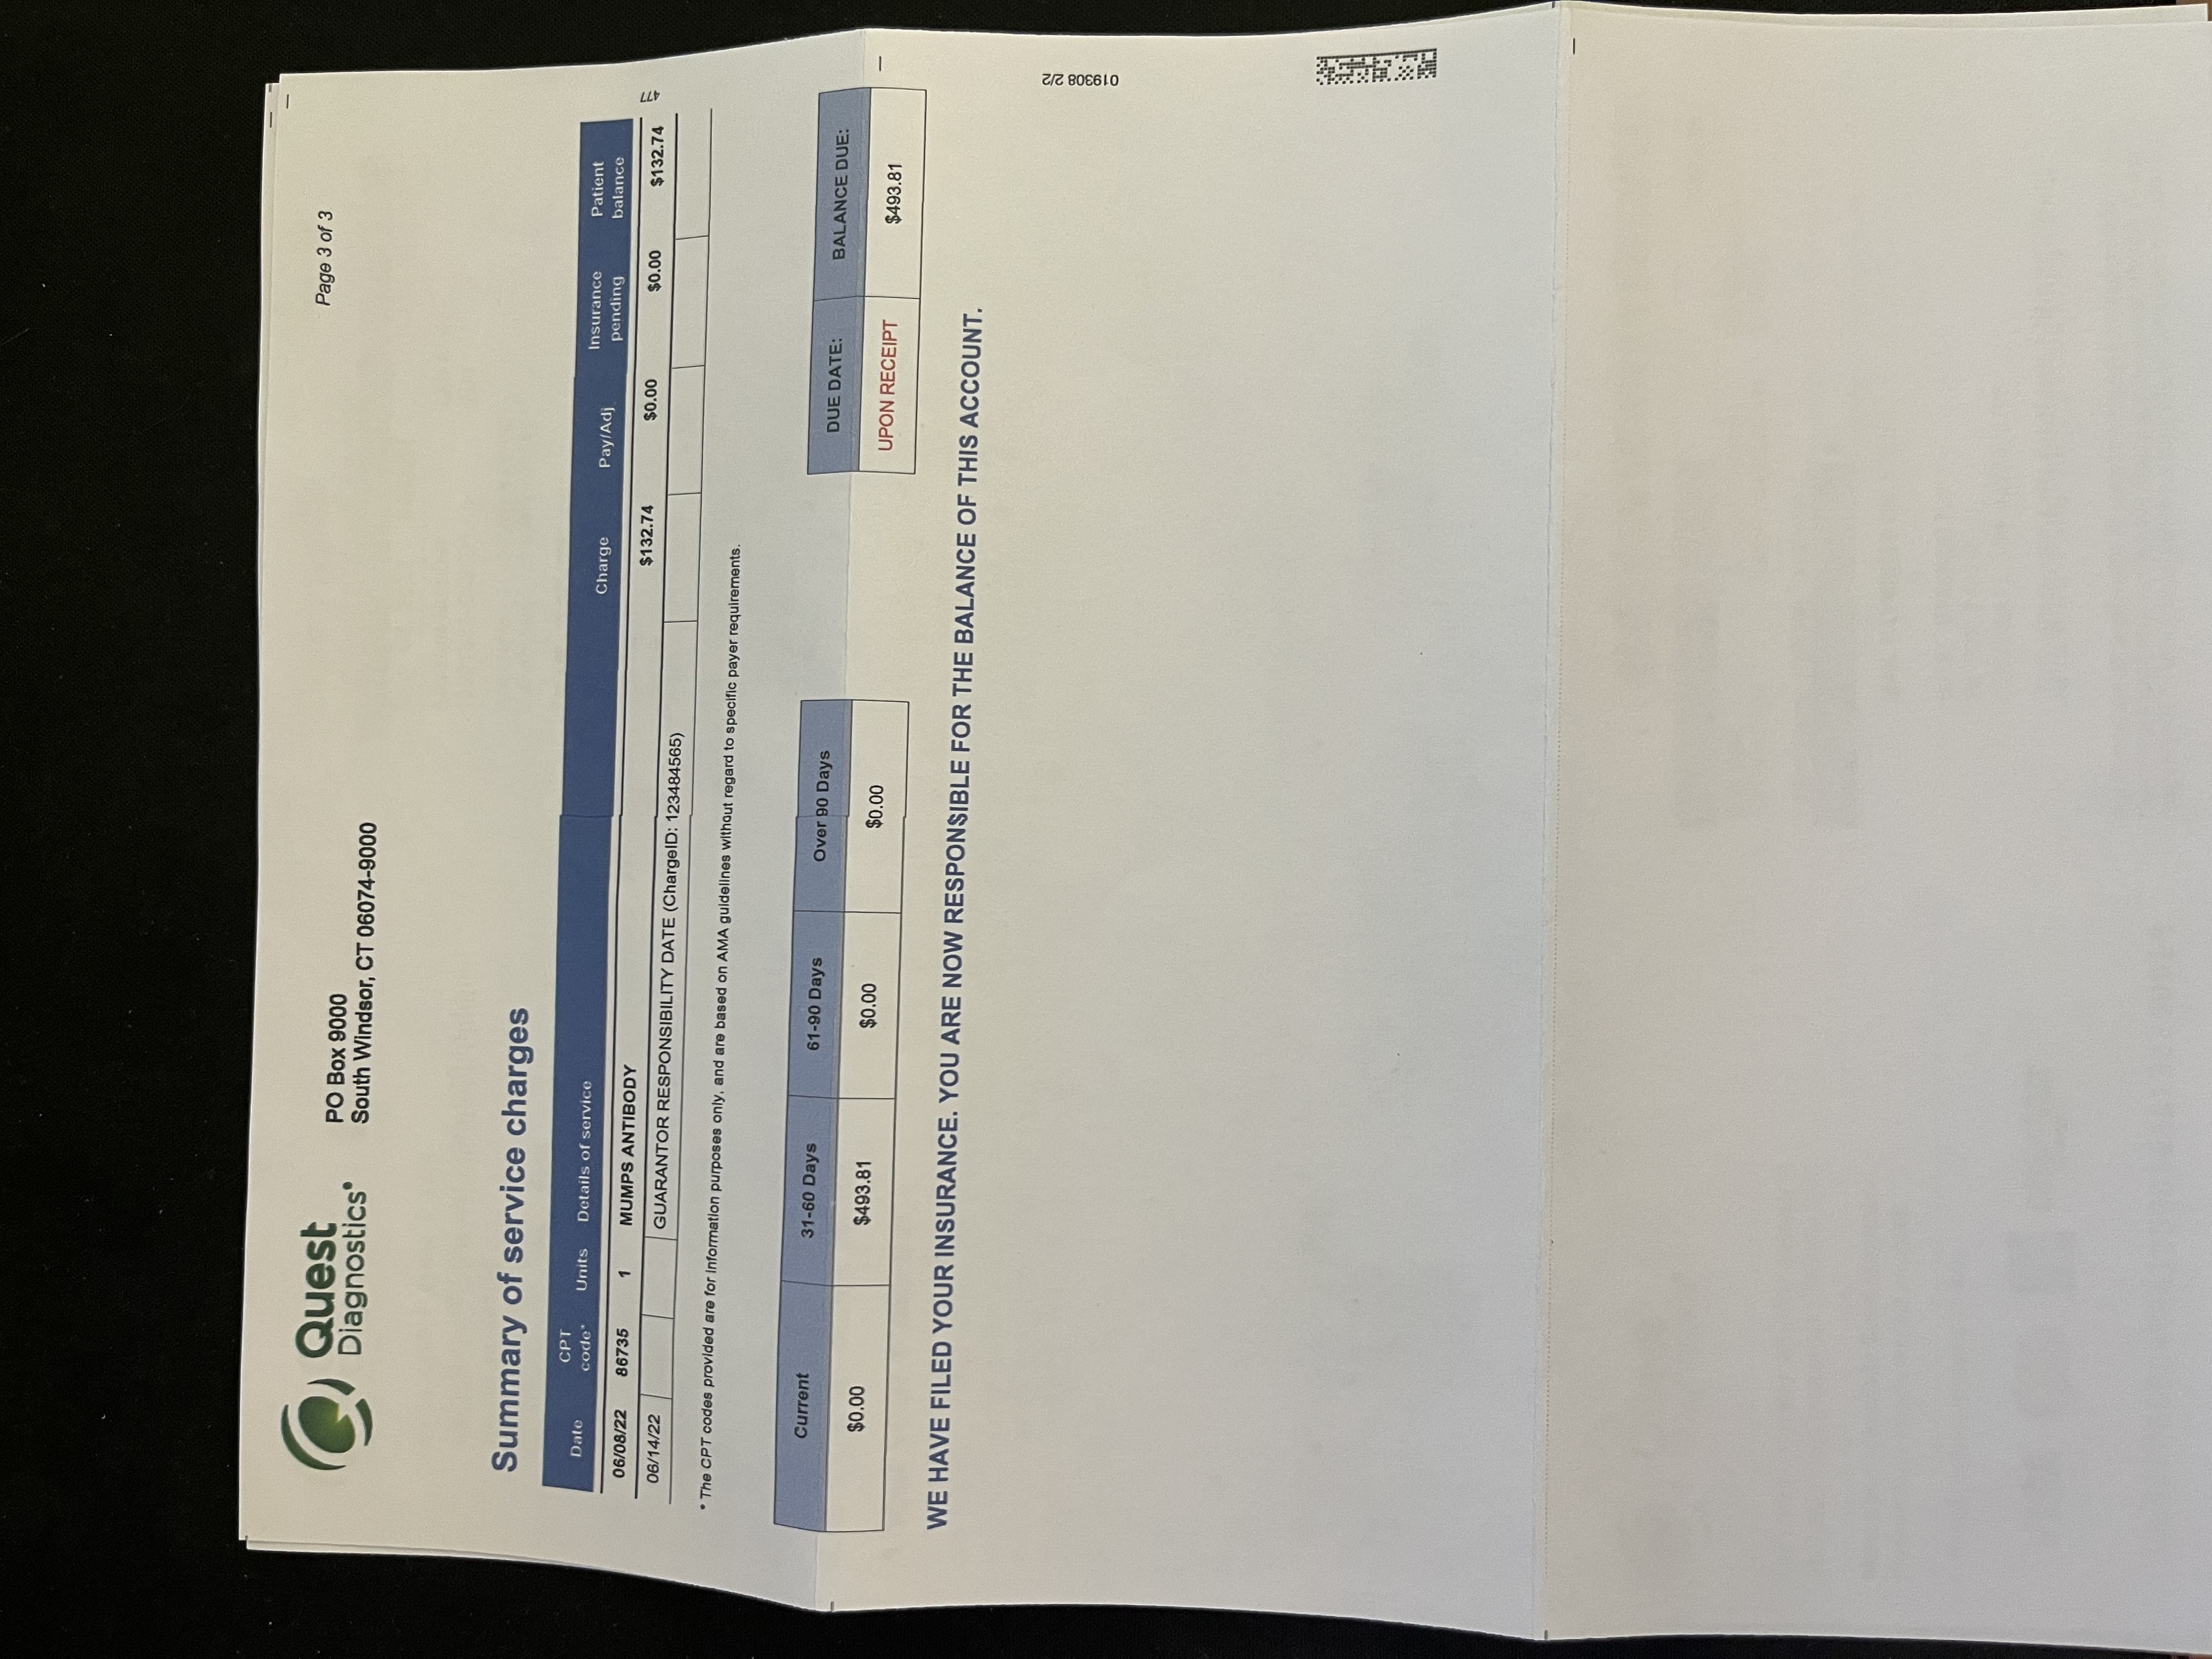 Quest
Diagnostics®
PO Box 9000
South Windsor, CT 06074-9000
Page 3 of 3
Summary of service charges
Date CPT code* Units Details of service Charge Pay/Adj Insurance pending Patient balance
06/08/22 86735 1 MUMPS ANTIBODY $132.74 $0.00 $0.00 $132.74
06/14/22 GUARANTOR RESPONSIBILITY DATE (ChargeID: 123484565)
477
* The CPT codes provided are for information purposes only, and are based on AMA guidelines without regard to specific payer requirements.
Current 31-60 Days 61-90 Days Over 90 Days
$0.00 $493.81 $0.00 $0.00
DUE DATE: BALANCE DUE:
UPON RECEIPT $493.81
WE HAVE FILED YOUR INSURANCE. YOU ARE NOW RESPONSIBLE FOR THE BALANCE OF THIS ACCOUNT.
019308 2/2